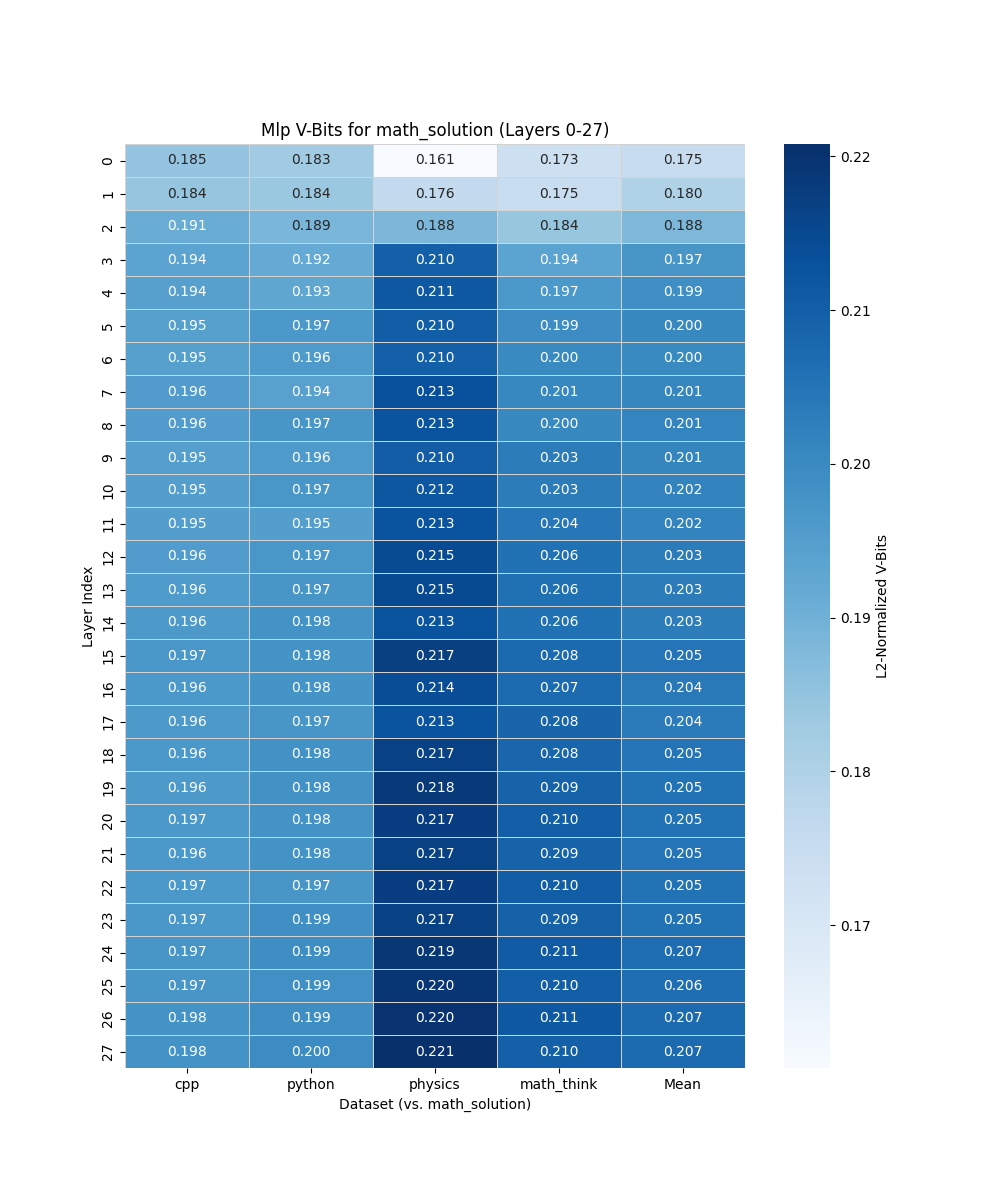 Mlp V-Bits for math_solution (Layers 0-27)
0 0.185 0.183 0.161 0.173 0.175
1 0.184 0.184 0.176 0.175 0.180
2 0.191 0.189 0.188 0.184 0.188
3 0.194 0.192 0.210 0.194 0.197
4 0.194 0.193 0.211 0.197 0.199
5 0.195 0.197 0.210 0.199 0.200
6 0.195 0.196 0.210 0.200 0.200
7 0.196 0.194 0.213 0.201 0.201
8 0.196 0.197 0.213 0.200 0.201
9 0.195 0.196 0.210 0.203 0.201
10 0.195 0.197 0.212 0.203 0.202
11 0.195 0.195 0.213 0.204 0.202
12 0.196 0.197 0.215 0.206 0.203
13 0.196 0.197 0.215 0.206 0.203
14 0.196 0.198 0.213 0.206 0.203
15 0.197 0.198 0.217 0.208 0.205
16 0.196 0.198 0.214 0.207 0.204
17 0.196 0.197 0.213 0.208 0.204
18 0.196 0.198 0.217 0.208 0.205
19 0.196 0.198 0.218 0.209 0.205
20 0.197 0.198 0.217 0.210 0.205
21 0.196 0.198 0.217 0.209 0.205
22 0.197 0.197 0.217 0.210 0.205
23 0.197 0.199 0.217 0.209 0.205
24 0.197 0.199 0.219 0.211 0.207
25 0.197 0.199 0.220 0.210 0.206
26 0.198 0.199 0.220 0.211 0.207
27 0.198 0.200 0.221 0.210 0.207
cpp python physics math_think Mean
Dataset (vs. math_solution)
Layer Index
0.22
0.21
0.20
0.19
0.18
0.17
L2-Normalized V-Bits